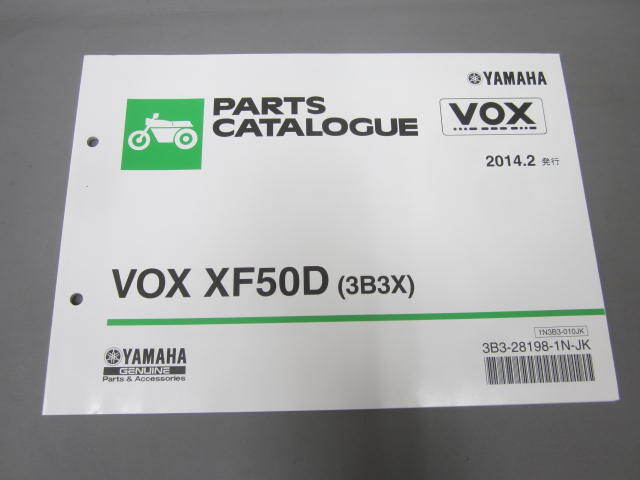 PARTS
CATALOGUE
YAMAHA
VOX
2014.2 発行
VOX XF50D (3B3X)
1N3B3-010JK
3B3-28198-1N-JK
YAMAHA
GENUINE
Parts & Accessories